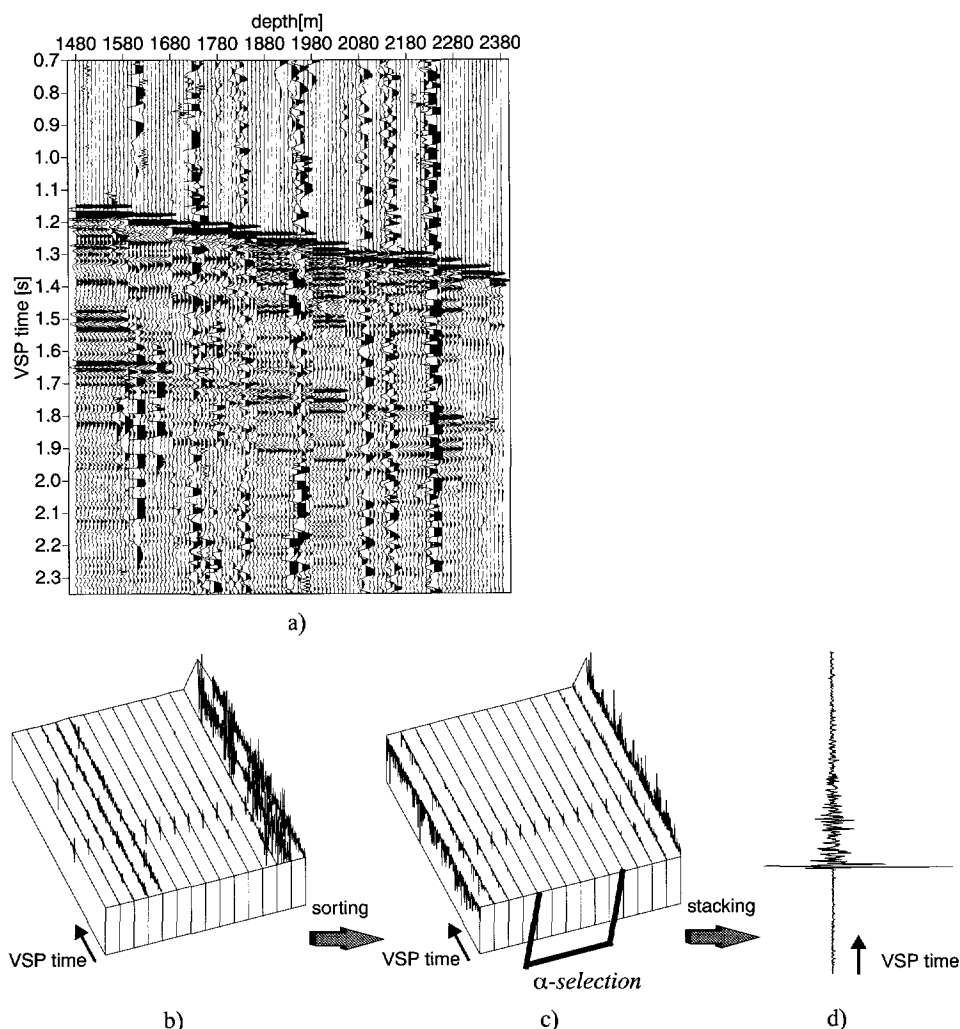 depth[m]
1480 1580 1680 1780 1880 1980 2080 2180 2280 2380
0.7
0.8
0.9
1.0
1.1
1.2
1.3
1.4
1.5
1.6
1.7
1.8
1.9
2.0
2.1
2.2
2.3
VSP time [s]
a)
sorting
stacking
VSP time
VSP time
α-selection
VSP time
b)
c)
d)